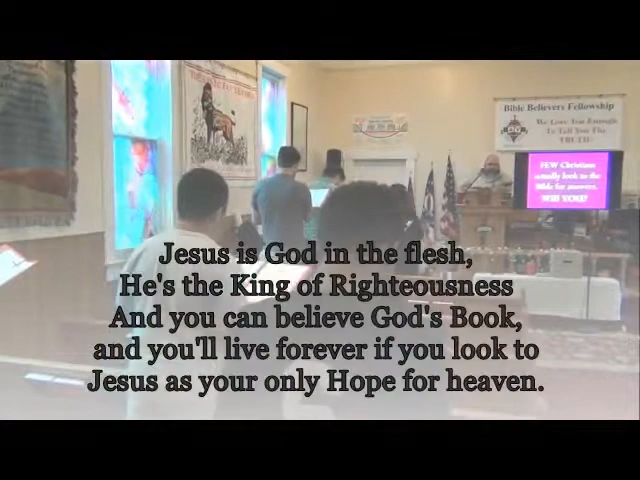 Bible Believers Fellowship
We Love You Enough
To Tell You The
TRUTH!
FEW Christians
actually look to the
Bible for answers.
Will YOU?
Jesus is God in the flesh,
He's the King of Righteousness
And you can believe God's Book,
and you'll live forever if you look to
Jesus as your only Hope for heaven.